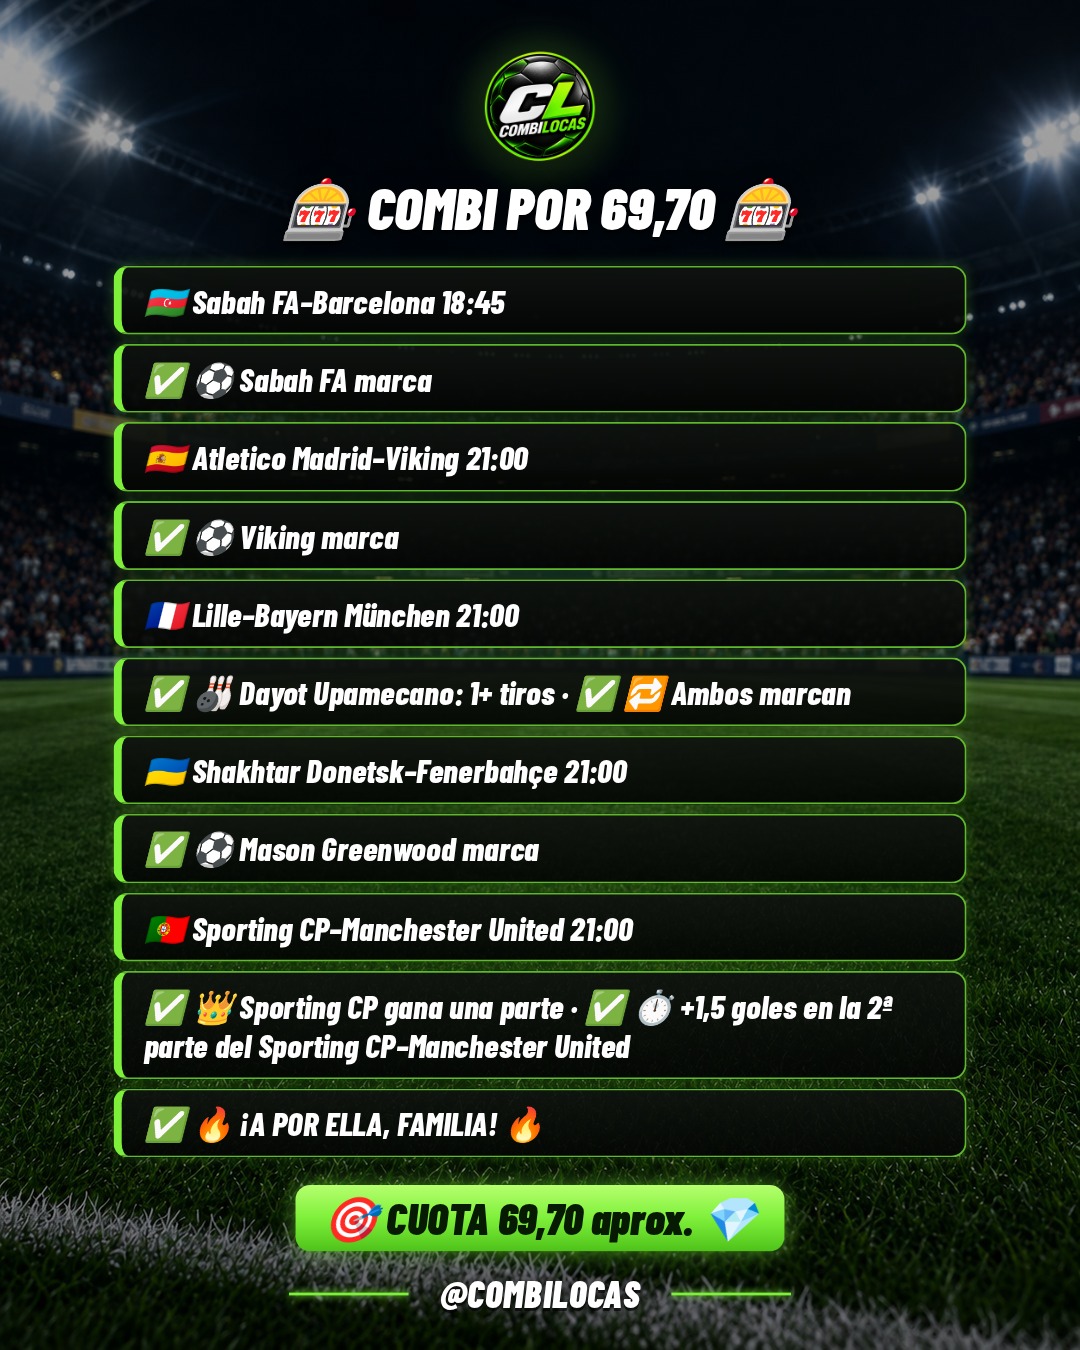 CL
COMBILOCAS
🎰 COMBI POR 69,70 🎰
🇦🇿 Sabah FA-Barcelona 18:45
✅ ⚽ Sabah FA marca
🇪🇸 Atletico Madrid-Viking 21:00
✅ ⚽ Viking marca
🇫🇷 Lille-Bayern München 21:00
✅ 🎳 Dayot Upamecano: 1+ tiros · ✅ 🔁 Ambos marcan
🇺🇦 Shakhtar Donetsk-Fenerbahçe 21:00
✅ ⚽ Mason Greenwood marca
🇵🇹 Sporting CP-Manchester United 21:00
✅ 👑 Sporting CP gana una parte · ✅ ⏱️ +1,5 goles en la 2ª
parte del Sporting CP-Manchester United
✅ 🔥 ¡A POR ELLA, FAMILIA! 🔥
🎯 CUOTA 69,70 aprox. 💎
@COMBILOCAS